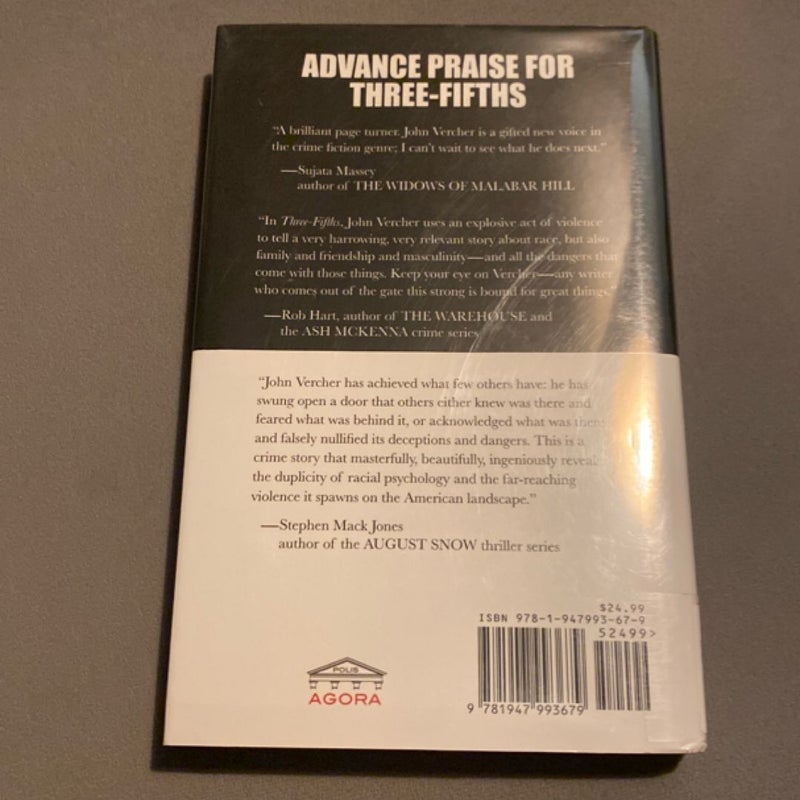 ADVANCE PRAISE FOR
THREE-FIFTHS
“A brilliant page turner. John Vercher is a gifted new voice in
the crime fiction genre; I can’t wait to see what he does next.”
—Sujata Massey
author of THE WIDOWS OF MALABAR HILL
“In Three-Fifths, John Vercher uses an explosive act of violence
to tell a very harrowing, very relevant story about race, but also
family and friendship and masculinity—and all the dangers that
come with those things. Keep your eye on Vercher—any writer
who comes out of the gate this strong is bound for great things.”
—Rob Hart, author of THE WAREHOUSE and
the ASH MCKENNA crime series
“John Vercher has achieved what few others have: he has
swung open a door that others either knew was there and
feared what was behind it, or acknowledged what was there
and falsely nullified its deceptions and dangers. This is a
crime story that masterfully, beautifully, ingeniously reveals
the duplicity of racial psychology and the far-reaching
violence it spawns on the American landscape.”
—Stephen Mack Jones
author of the AUGUST SNOW thriller series
$24.99
ISBN 978-1-947993-67-9
52499>
9 781947 993679
POLIS
AGORA